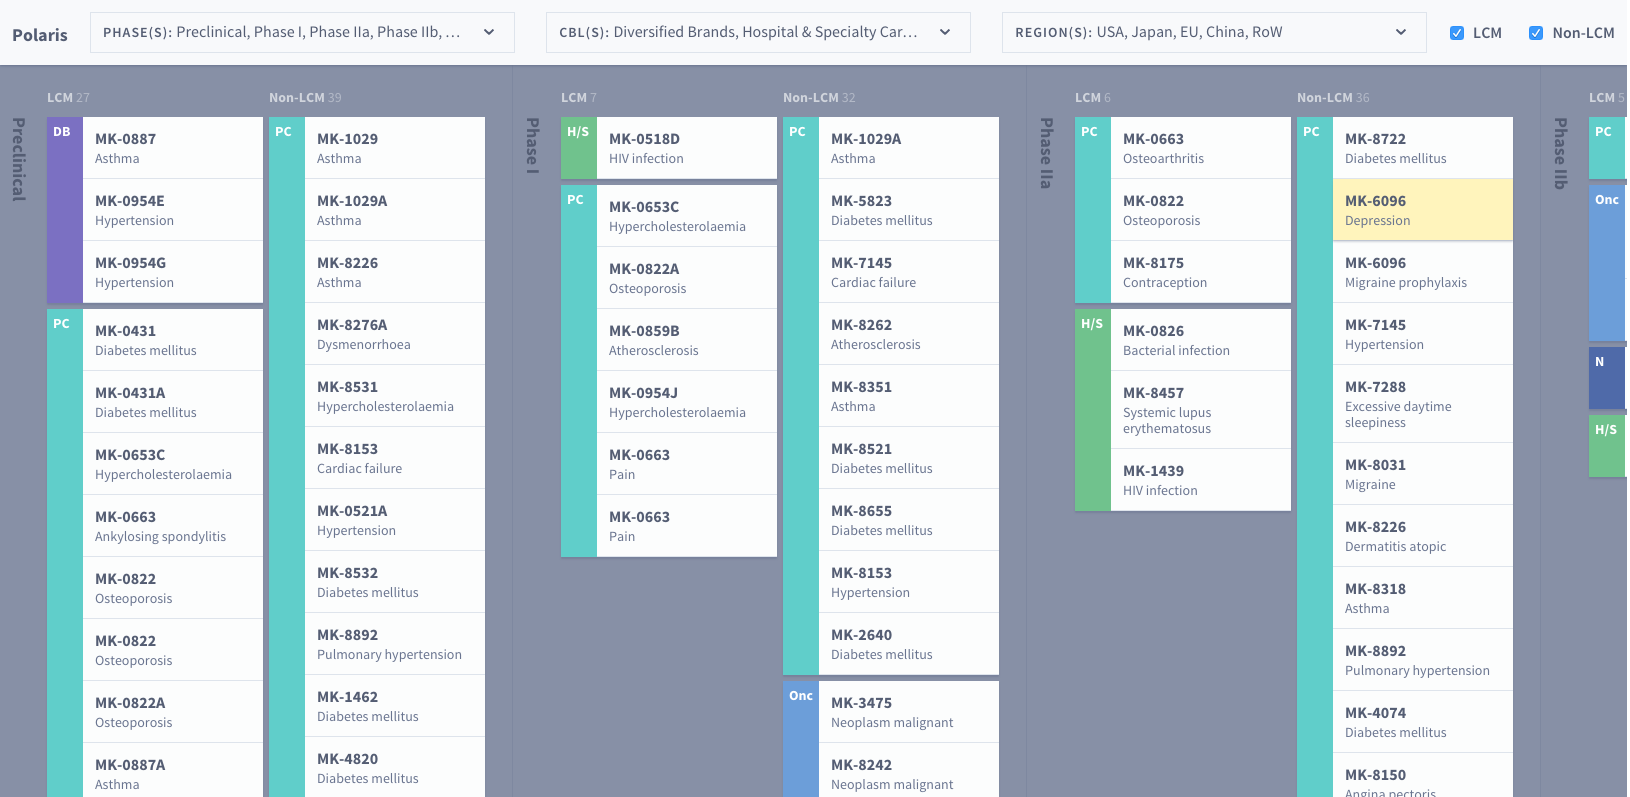 Polaris
PHASE(S): Preclinical, Phase I, Phase IIa, Phase IIb, …
CBL(S): Diversified Brands, Hospital & Specialty Car…
REGION(S): USA, Japan, EU, China, RoW
LCM
Non-LCM
Preclinical
LCM 27
DB
MK-0887
Asthma
MK-0954E
Hypertension
MK-0954G
Hypertension
PC
MK-0431
Diabetes mellitus
MK-0431A
Diabetes mellitus
MK-0653C
Hypercholesterolaemia
MK-0663
Ankylosing spondylitis
MK-0822
Osteoporosis
MK-0822
Osteoporosis
MK-0822A
Osteoporosis
MK-0887A
Asthma
Non-LCM 39
PC
MK-1029
Asthma
MK-1029A
Asthma
MK-8226
Asthma
MK-8276A
Dysmenorrhoea
MK-8531
Hypercholesterolaemia
MK-8153
Cardiac failure
MK-0521A
Hypertension
MK-8532
Diabetes mellitus
MK-8892
Pulmonary hypertension
MK-1462
Diabetes mellitus
MK-4820
Diabetes mellitus
Phase I
LCM 7
H/S
MK-0518D
HIV infection
PC
MK-0653C
Hypercholesterolaemia
MK-0822A
Osteoporosis
MK-0859B
Atherosclerosis
MK-0954J
Hypercholesterolaemia
MK-0663
Pain
MK-0663
Pain
Non-LCM 32
PC
MK-1029A
Asthma
MK-5823
Diabetes mellitus
MK-7145
Cardiac failure
MK-8262
Atherosclerosis
MK-8351
Asthma
MK-8521
Diabetes mellitus
MK-8655
Diabetes mellitus
MK-8153
Hypertension
MK-2640
Diabetes mellitus
Onc
MK-3475
Neoplasm malignant
MK-8242
Neoplasm malignant
Phase IIa
LCM 6
PC
MK-0663
Osteoarthritis
MK-0822
Osteoporosis
MK-8175
Contraception
H/S
MK-0826
Bacterial infection
MK-8457
Systemic lupus
erythematosus
MK-1439
HIV infection
Non-LCM 36
PC
MK-8722
Diabetes mellitus
MK-6096
Depression
MK-6096
Migraine prophylaxis
MK-7145
Hypertension
MK-7288
Excessive daytime
sleepiness
MK-8031
Migraine
MK-8226
Dermatitis atopic
MK-8318
Asthma
MK-8892
Pulmonary hypertension
MK-4074
Diabetes mellitus
MK-8150
Angina pectoris
Phase IIb
LCM 5
PC
Onc
N
H/S